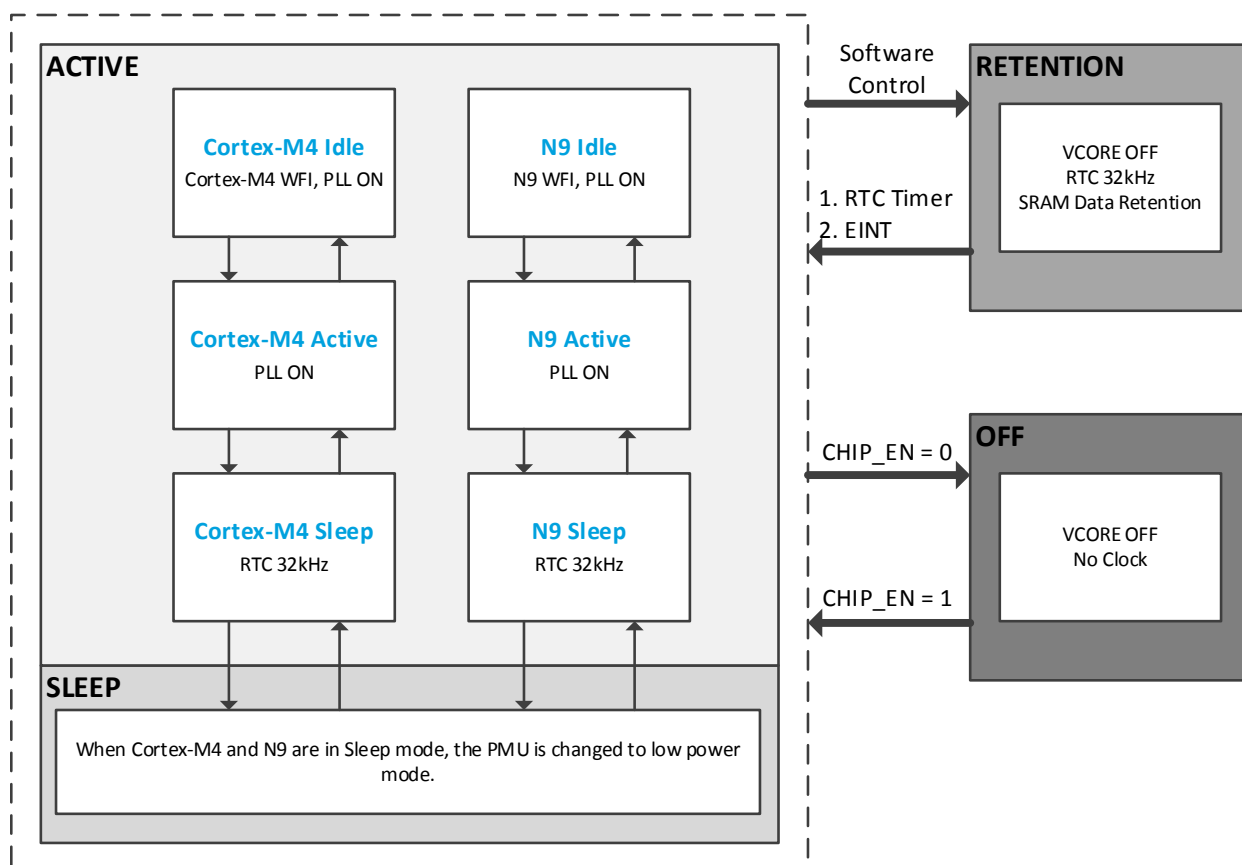 ACTIVE
Cortex-M4 Idle
Cortex-M4 WFI, PLL ON
N9 Idle
N9 WFI, PLL ON
Cortex-M4 Active
PLL ON
N9 Active
PLL ON
Cortex-M4 Sleep
RTC 32kHz
N9 Sleep
RTC 32kHz
SLEEP
When Cortex-M4 and N9 are in Sleep mode, the PMU is changed to low power
mode.
Software
Control
1. RTC Timer
2. EINT
RETENTION
VCORE OFF
RTC 32kHz
SRAM Data Retention
CHIP_EN = 0
CHIP_EN = 1
OFF
VCORE OFF
No Clock